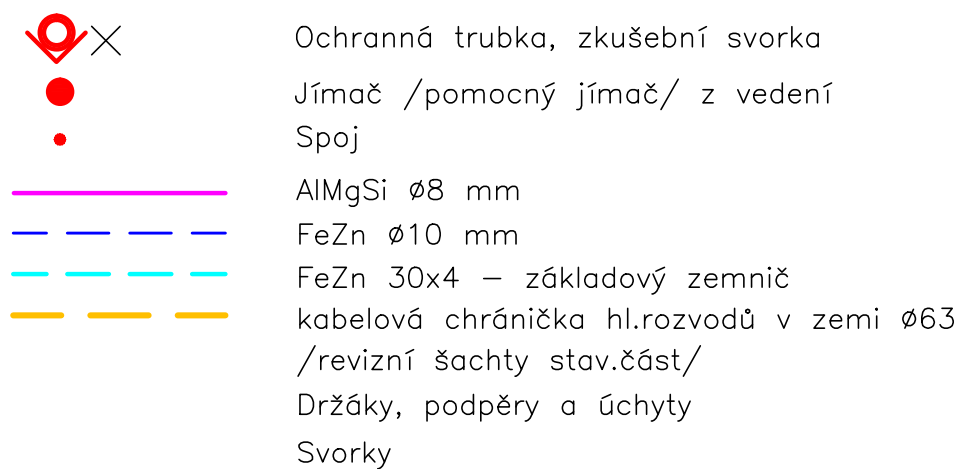 Ochranná trubka, zkušební svorka
Jímač /pomocný jímač/ z vedení
Spoj
AlMgSi ø8 mm
FeZn ø10 mm
FeZn 30x4 – základový zemnič
kabelová chránička hl.rozvodů v zemi ø63
/revizní šachty stav.část/
Držáky, podpěry a úchyty
Svorky